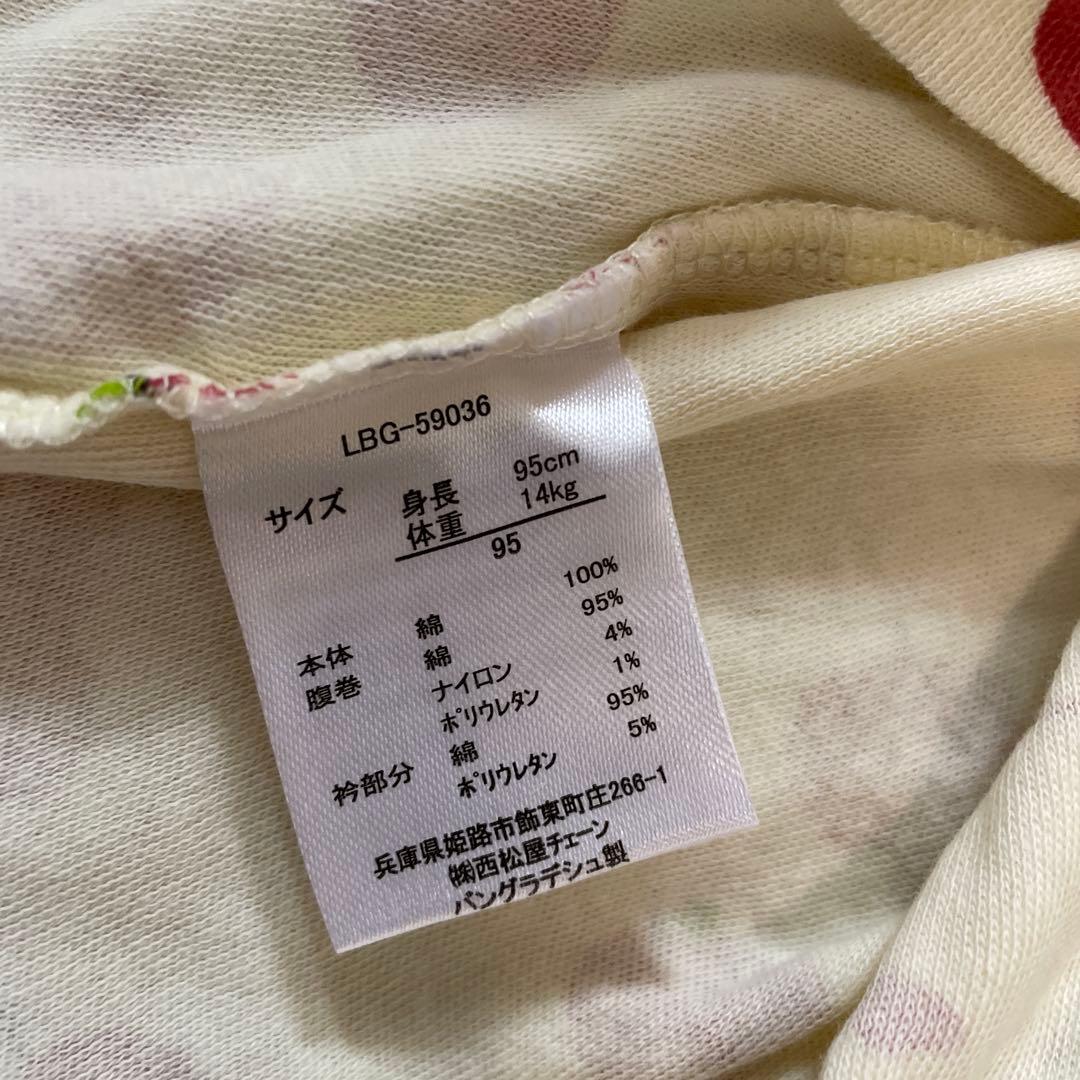 LBG-59036
サイズ 身長 95cm
体重 14kg
95
本体 綿 100%
腹巻 綿 95%
ナイロン 4%
ポリウレタン 1%
衿部分 綿 95%
ポリウレタン 5%
兵庫県姫路市飾東町庄266-1
㈱西松屋チェーン
バングラデシュ製